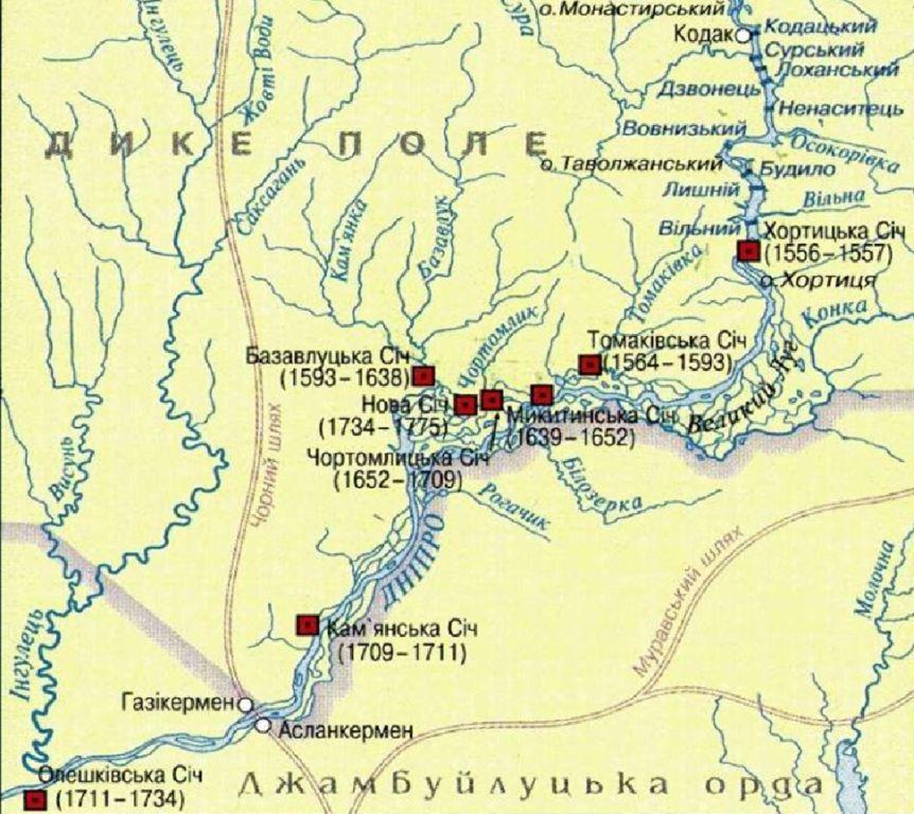 о.Монастирський
Сура
Інгулець
Жовті Води
Кодак
Кодацький
Сурський
Лоханський
Дзвонець
Ненаситець
ДИКЕ ПОЛЕ
Вовнизький
Осокорівка
о.Таволжанський
Будило
Лишній
Вільна
Саксагань
Кам'янка
Базавлук
Вільний
Хортицька Січ
(1556–1557)
о.Хортиця
Томаківка
Конка
Чортомлик
Томаківська Січ
(1564–1593)
Базавлуцька Січ
(1593–1638)
Великий Луг
Нова Січ
(1734–1775)
Микитинська Січ
(1639–1652)
Чортомлицька Січ
(1652–1709)
Висунь
Чорний шлях
Рогачик
Білозерка
ДНІПРО
Муравський шлях
Молочна
Кам`янська Січ
(1709–1711)
Інгулець
Газікермен
Асланкермен
Олешківська Січ
(1711–1734)
Джамбуйлуцька орда